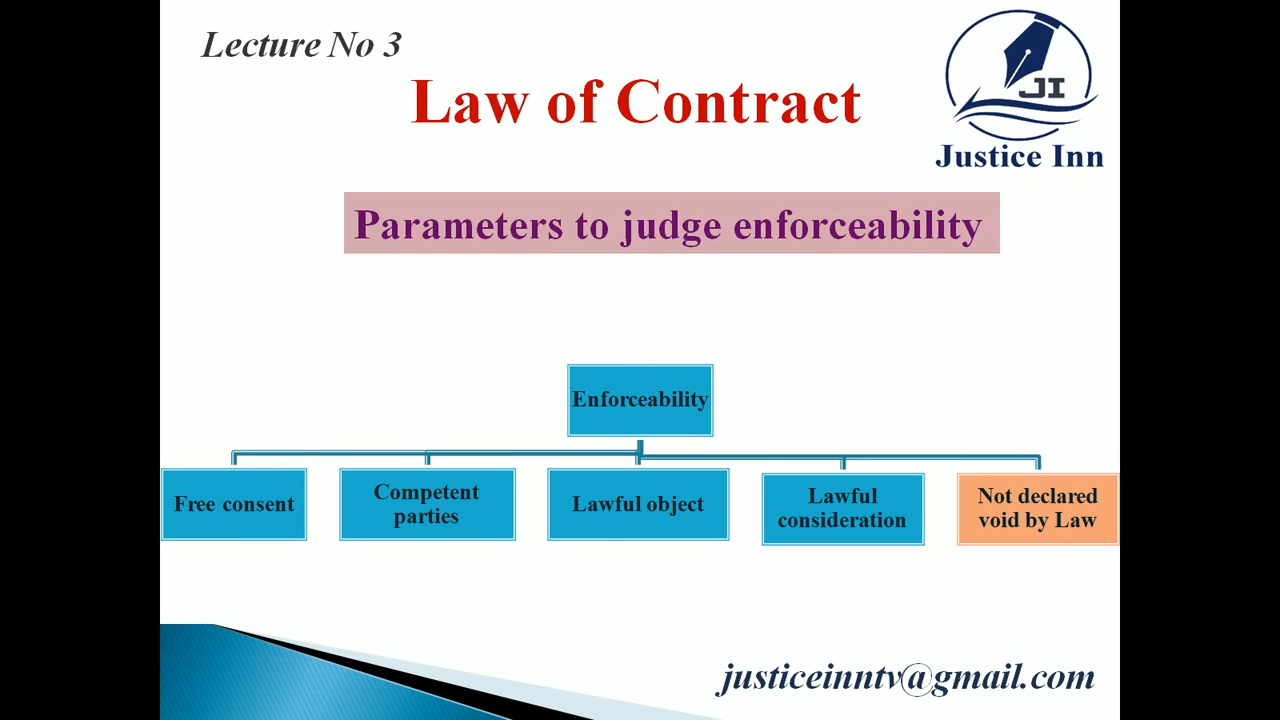 Lecture No 3
Law of Contract
JI
Justice Inn
Parameters to judge enforceability
Enforceability
Free consent
Competent
parties
Lawful object
Lawful
consideration
Not declared
void by Law
justiceinntv@gmail.com